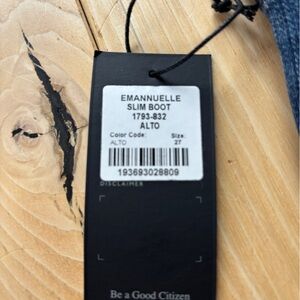 EMANNUELLE
SLIM BOOT
1793-832
ALTO
Color Code: Size:
ALTO 27
193693028809
DISCLAIMER
Be a Good Citizen